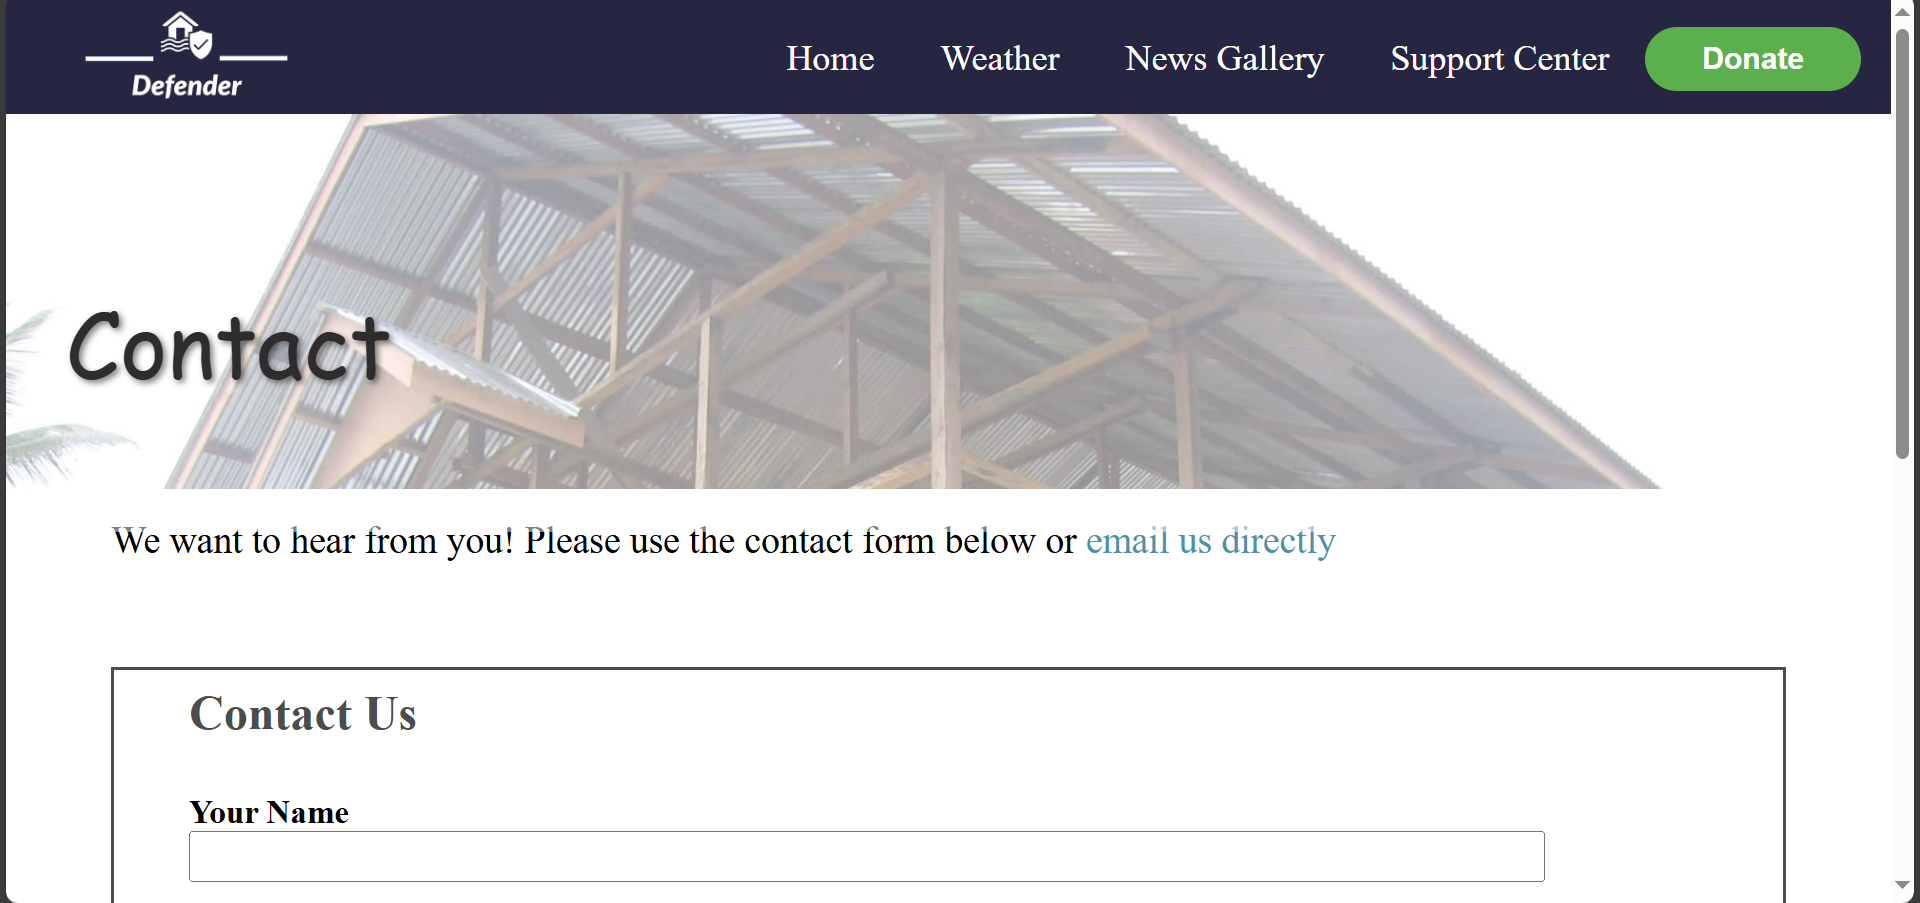 Defender
Home
Weather
News Gallery
Support Center
Donate
Contact
We want to hear from you! Please use the contact form below or email us directly
Contact Us
Your Name